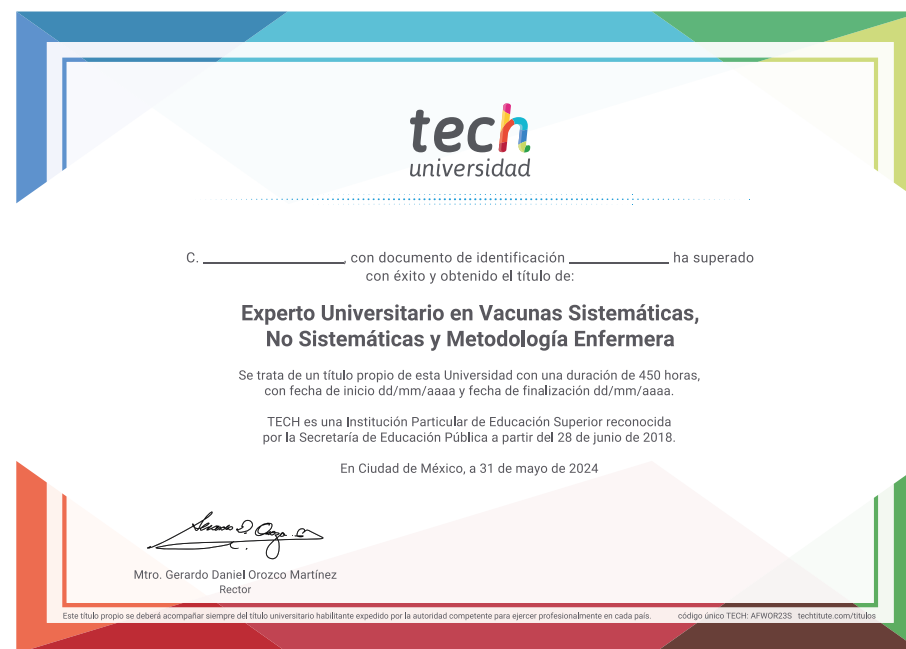 tech
universidad
C. ____________, con documento de identificación ____________ ha superado
con éxito y obtenido el título de:
Experto Universitario en Vacunas Sistemáticas,
No Sistemáticas y Metodología Enfermera
Se trata de un título propio de esta Universidad con una duración de 450 horas,
con fecha de inicio dd/mm/aaaa y fecha de finalización dd/mm/aaaa.
TECH es una Institución Particular de Educación Superior reconocida
por la Secretaría de Educación Pública a partir del 28 de junio de 2018.
En Ciudad de México, a 31 de mayo de 2024
Mtro. Gerardo Daniel Orozco Martínez
Rector
Este título propio se deberá acompañar siempre del título universitario habilitante expedido por la autoridad competente para ejercer profesionalmente en cada país. código único TECH: AFWOR23S techtitute.com/titulos